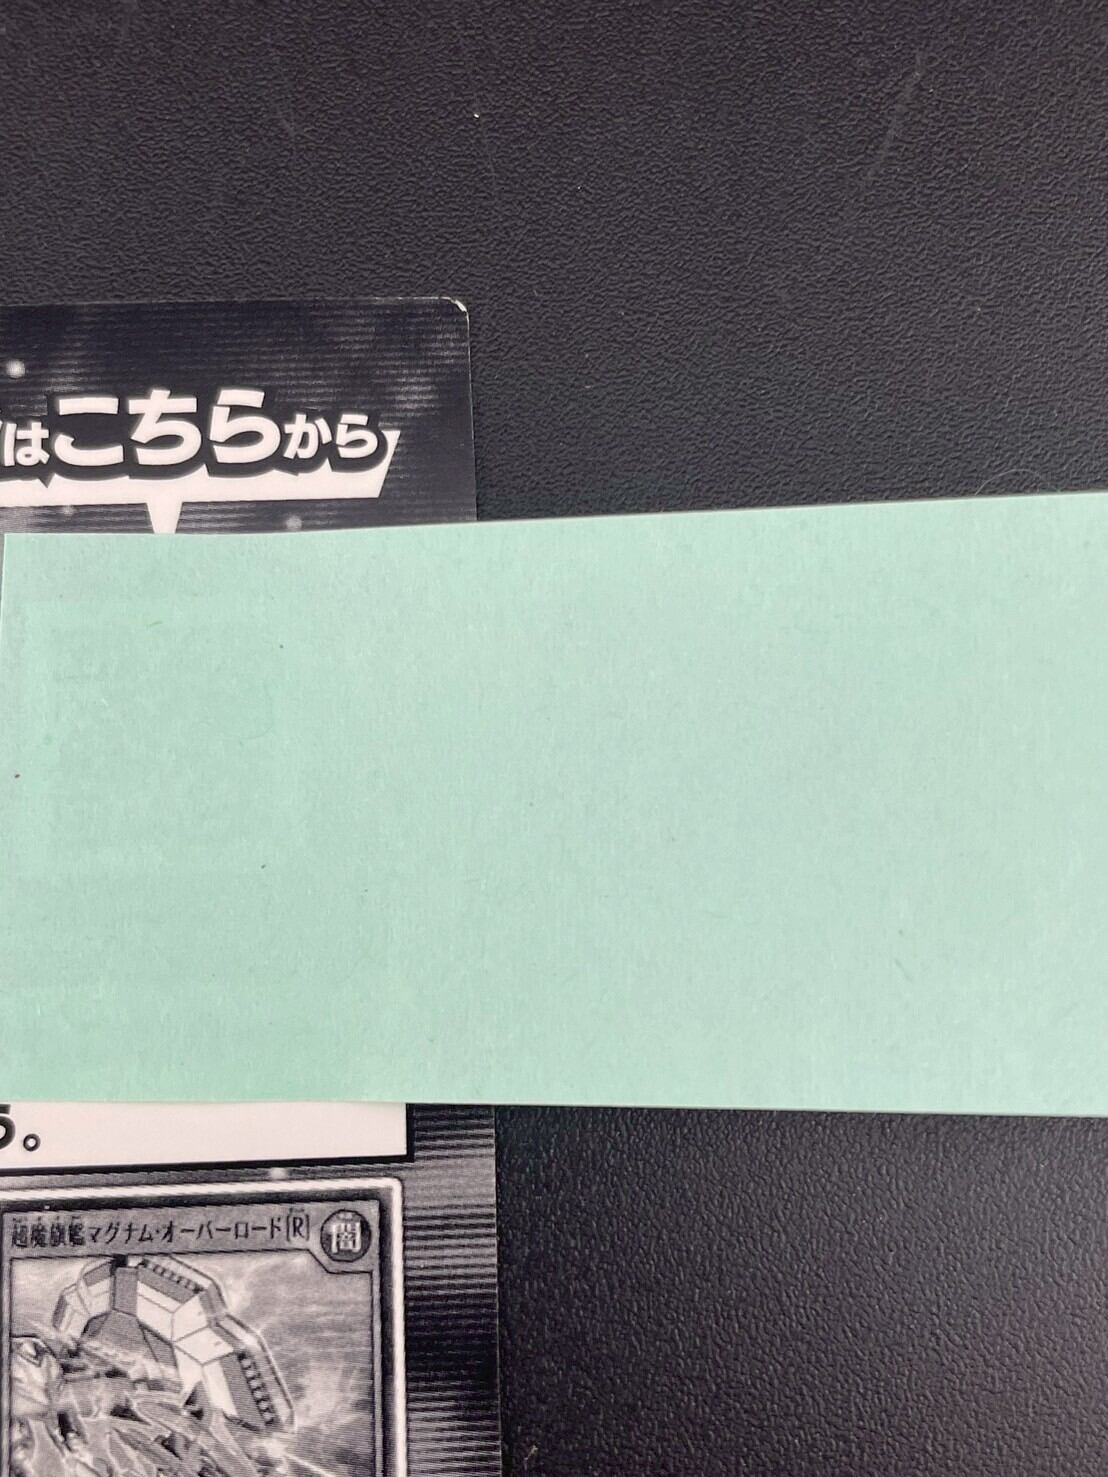 はこちらから
る。
超魔旗艦マグナム・オーバーロード[R]
闇